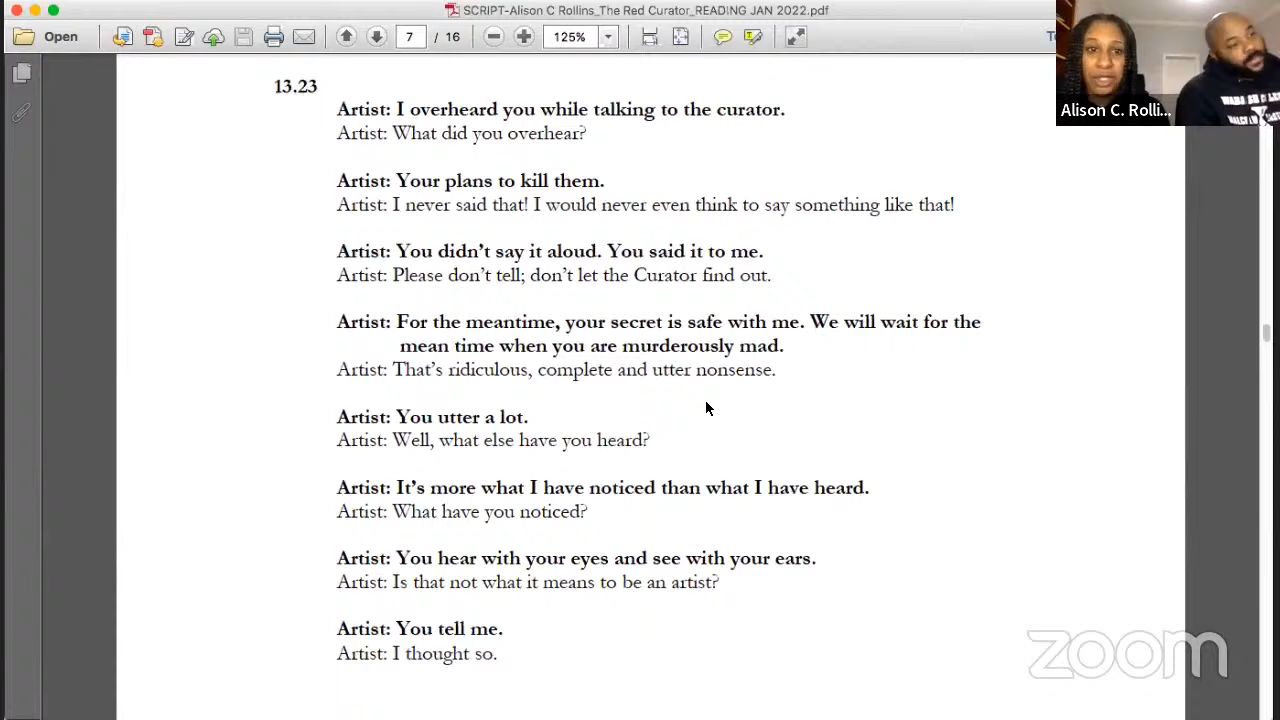 SCRIPT-Alison C Rollins_The Red Curator_READING JAN 2022.pdf
Open
7 / 16
125%
Alison C. Rolli...
13.23
Artist: I overheard you while talking to the curator.
Artist: What did you overhear?
Artist: Your plans to kill them.
Artist: I never said that! I would never even think to say something like that!
Artist: You didn’t say it aloud. You said it to me.
Artist: Please don’t tell; don’t let the Curator find out.
Artist: For the meantime, your secret is safe with me. We will wait for the
mean time when you are murderously mad.
Artist: That’s ridiculous, complete and utter nonsense.
Artist: You utter a lot.
Artist: Well, what else have you heard?
Artist: It’s more what I have noticed than what I have heard.
Artist: What have you noticed?
Artist: You hear with your eyes and see with your ears.
Artist: Is that not what it means to be an artist?
Artist: You tell me.
Artist: I thought so.
zoom